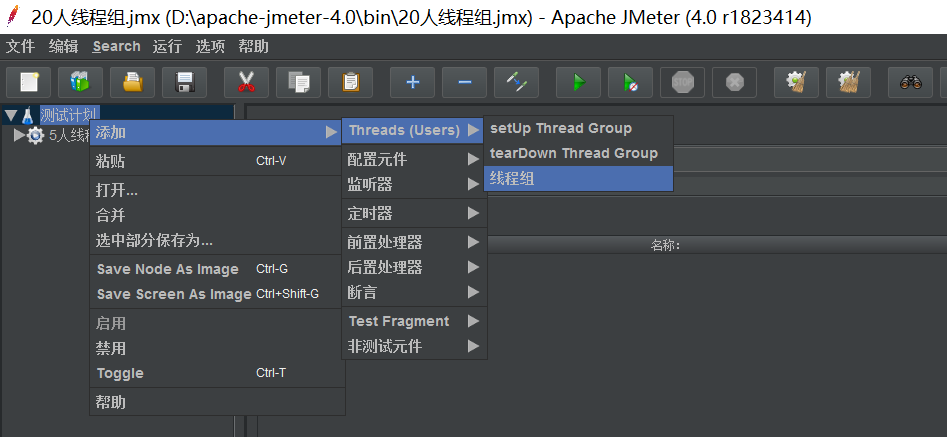 20人线程组.jmx (D:\apache-jmeter-4.0\bin\20人线程组.jmx) - Apache JMeter (4.0 r1823414)
文件 编辑 Search 运行 选项 帮助
STOP
测试计划
5人线程
添加
粘贴 Ctrl-V
打开...
合并
选中部分保存为...
Save Node As Image Ctrl-G
Save Screen As Image Ctrl+Shift-G
启用
禁用
Toggle Ctrl-T
帮助
Threads (Users)
配置元件
监听器
定时器
前置处理器
后置处理器
断言
Test Fragment
非测试元件
setUp Thread Group
tearDown Thread Group
线程组
名称: